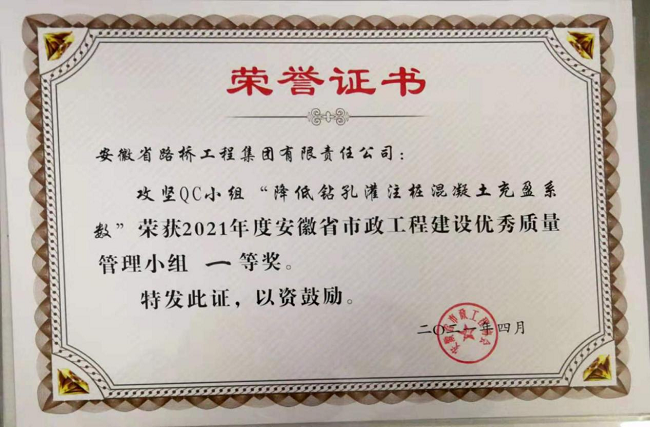 荣誉证书
安徽省路桥工程集团有限责任公司：
攻坚QC小组“降低钻孔灌注桩混凝土充盈系
数”荣获2021年度安徽省市政工程建设优秀质量
管理小组 一等奖。
特发此证，以资鼓励。
二〇二一年四月